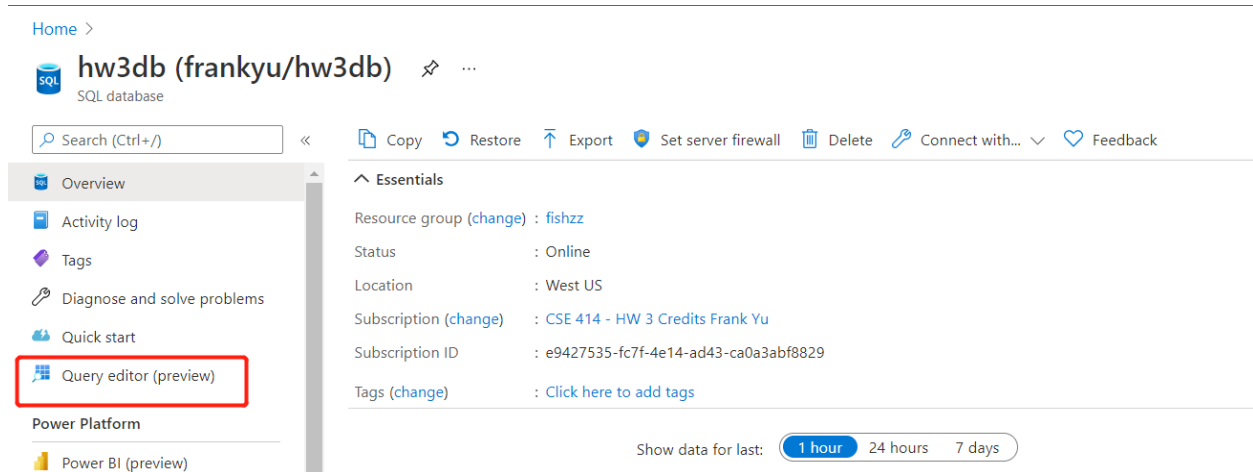 Home >
hw3db (frankyu/hw3db) ...
SQL
SQL database
Search (Ctrl+/) «
Copy Restore Export Set server firewall Delete Connect with... Feedback
SQL Overview
Activity log
Tags
Diagnose and solve problems
Quick start
Query editor (preview)
Power Platform
Power BI (preview)
Essentials
Resource group (change) : fishzz
Status : Online
Location : West US
Subscription (change) : CSE 414 - HW 3 Credits Frank Yu
Subscription ID : e9427535-fc7f-4e14-ad43-ca0a3abf8829
Tags (change) : Click here to add tags
Show data for last: 1 hour 24 hours 7 days